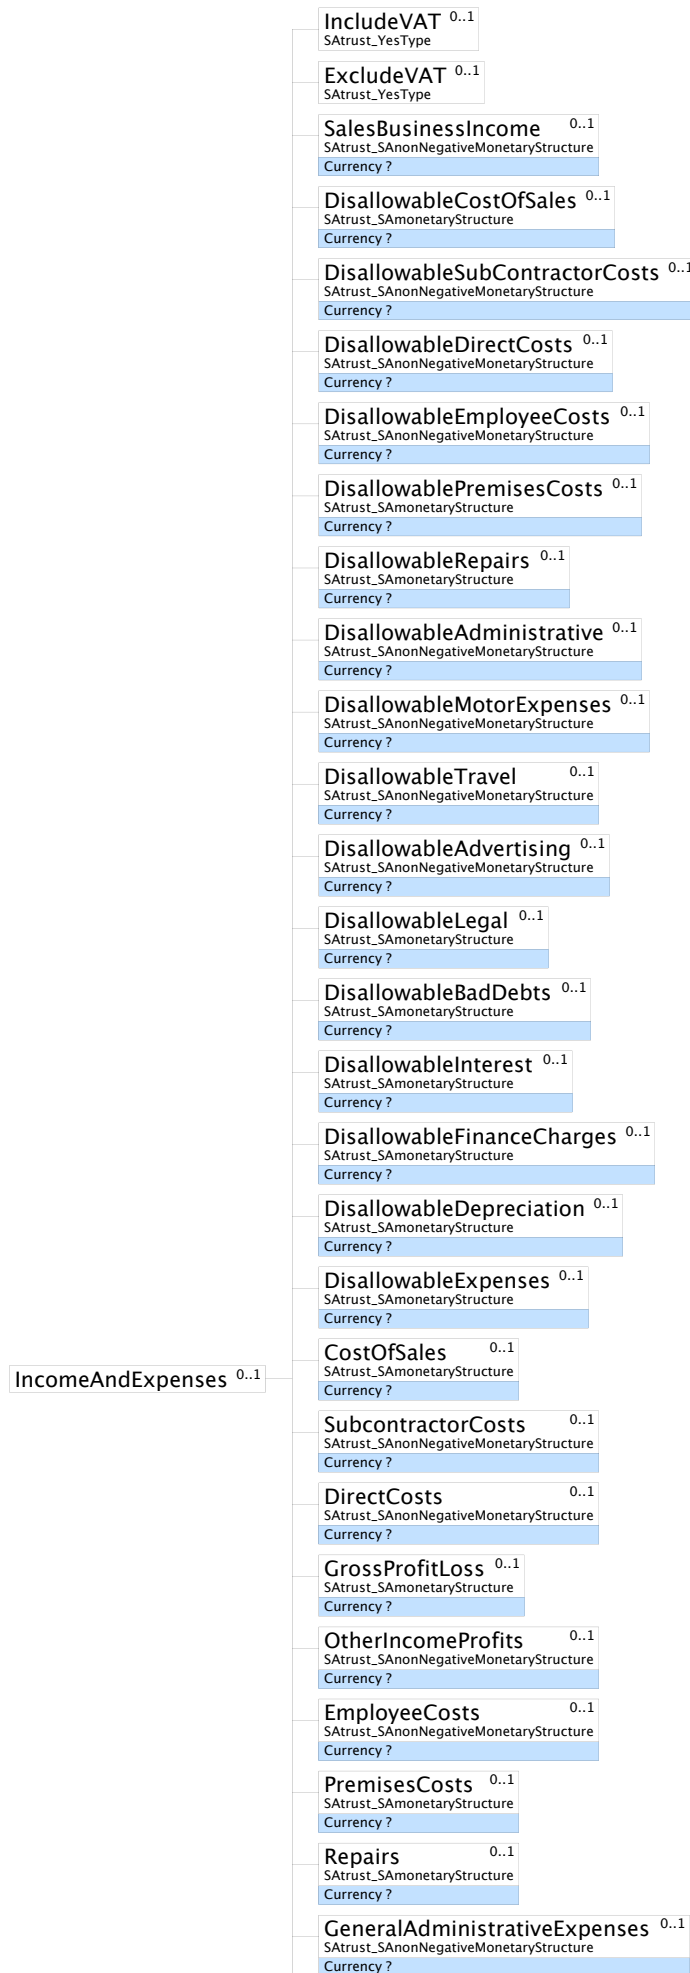 IncludeVAT 0..1
SAtrust_YesType
ExcludeVAT 0..1
SAtrust_YesType
SalesBusinessIncome 0..1
SAtrust_SAnonNegativeMonetaryStructure
Currency ?
DisallowableCostOfSales 0..1
SAtrust_SAmonetaryStructure
Currency ?
DisallowableSubContractorCosts 0..1
SAtrust_SAnonNegativeMonetaryStructure
Currency ?
DisallowableDirectCosts 0..1
SAtrust_SAnonNegativeMonetaryStructure
Currency ?
DisallowableEmployeeCosts 0..1
SAtrust_SAnonNegativeMonetaryStructure
Currency ?
DisallowablePremisesCosts 0..1
SAtrust_SAmonetaryStructure
Currency ?
DisallowableRepairs 0..1
SAtrust_SAmonetaryStructure
Currency ?
DisallowableAdministrative 0..1
SAtrust_SAnonNegativeMonetaryStructure
Currency ?
DisallowableMotorExpenses 0..1
SAtrust_SAnonNegativeMonetaryStructure
Currency ?
DisallowableTravel 0..1
SAtrust_SAnonNegativeMonetaryStructure
Currency ?
DisallowableAdvertising 0..1
SAtrust_SAnonNegativeMonetaryStructure
Currency ?
DisallowableLegal 0..1
SAtrust_SAmonetaryStructure
Currency ?
DisallowableBadDebts 0..1
SAtrust_SAmonetaryStructure
Currency ?
DisallowableInterest 0..1
SAtrust_SAmonetaryStructure
Currency ?
DisallowableFinanceCharges 0..1
SAtrust_SAmonetaryStructure
Currency ?
DisallowableDepreciation 0..1
SAtrust_SAmonetaryStructure
Currency ?
DisallowableExpenses 0..1
SAtrust_SAmonetaryStructure
Currency ?
IncomeAndExpenses 0..1
CostOfSales 0..1
SAtrust_SAmonetaryStructure
Currency ?
SubcontractorCosts 0..1
SAtrust_SAnonNegativeMonetaryStructure
Currency ?
DirectCosts 0..1
SAtrust_SAnonNegativeMonetaryStructure
Currency ?
GrossProfitLoss 0..1
SAtrust_SAmonetaryStructure
Currency ?
OtherIncomeProfits 0..1
SAtrust_SAnonNegativeMonetaryStructure
Currency ?
EmployeeCosts 0..1
SAtrust_SAnonNegativeMonetaryStructure
Currency ?
PremisesCosts 0..1
SAtrust_SAmonetaryStructure
Currency ?
Repairs 0..1
SAtrust_SAmonetaryStructure
Currency ?
GeneralAdministrativeExpenses 0..1
SAtrust_SAnonNegativeMonetaryStructure
Currency ?